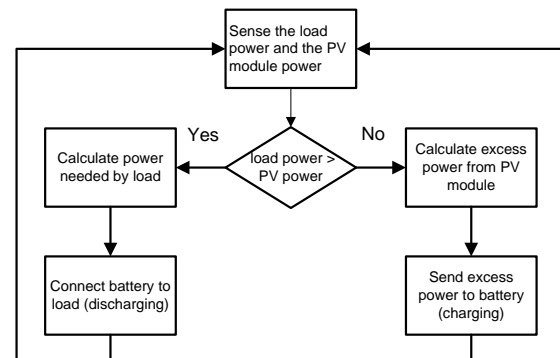 Sense the load
power and the PV
module power
Yes
No
load power >
PV power
Calculate power
needed by load
Calculate excess
power from PV
module
Connect battery to
load (discharging)
Send excess
power to battery
(charging)